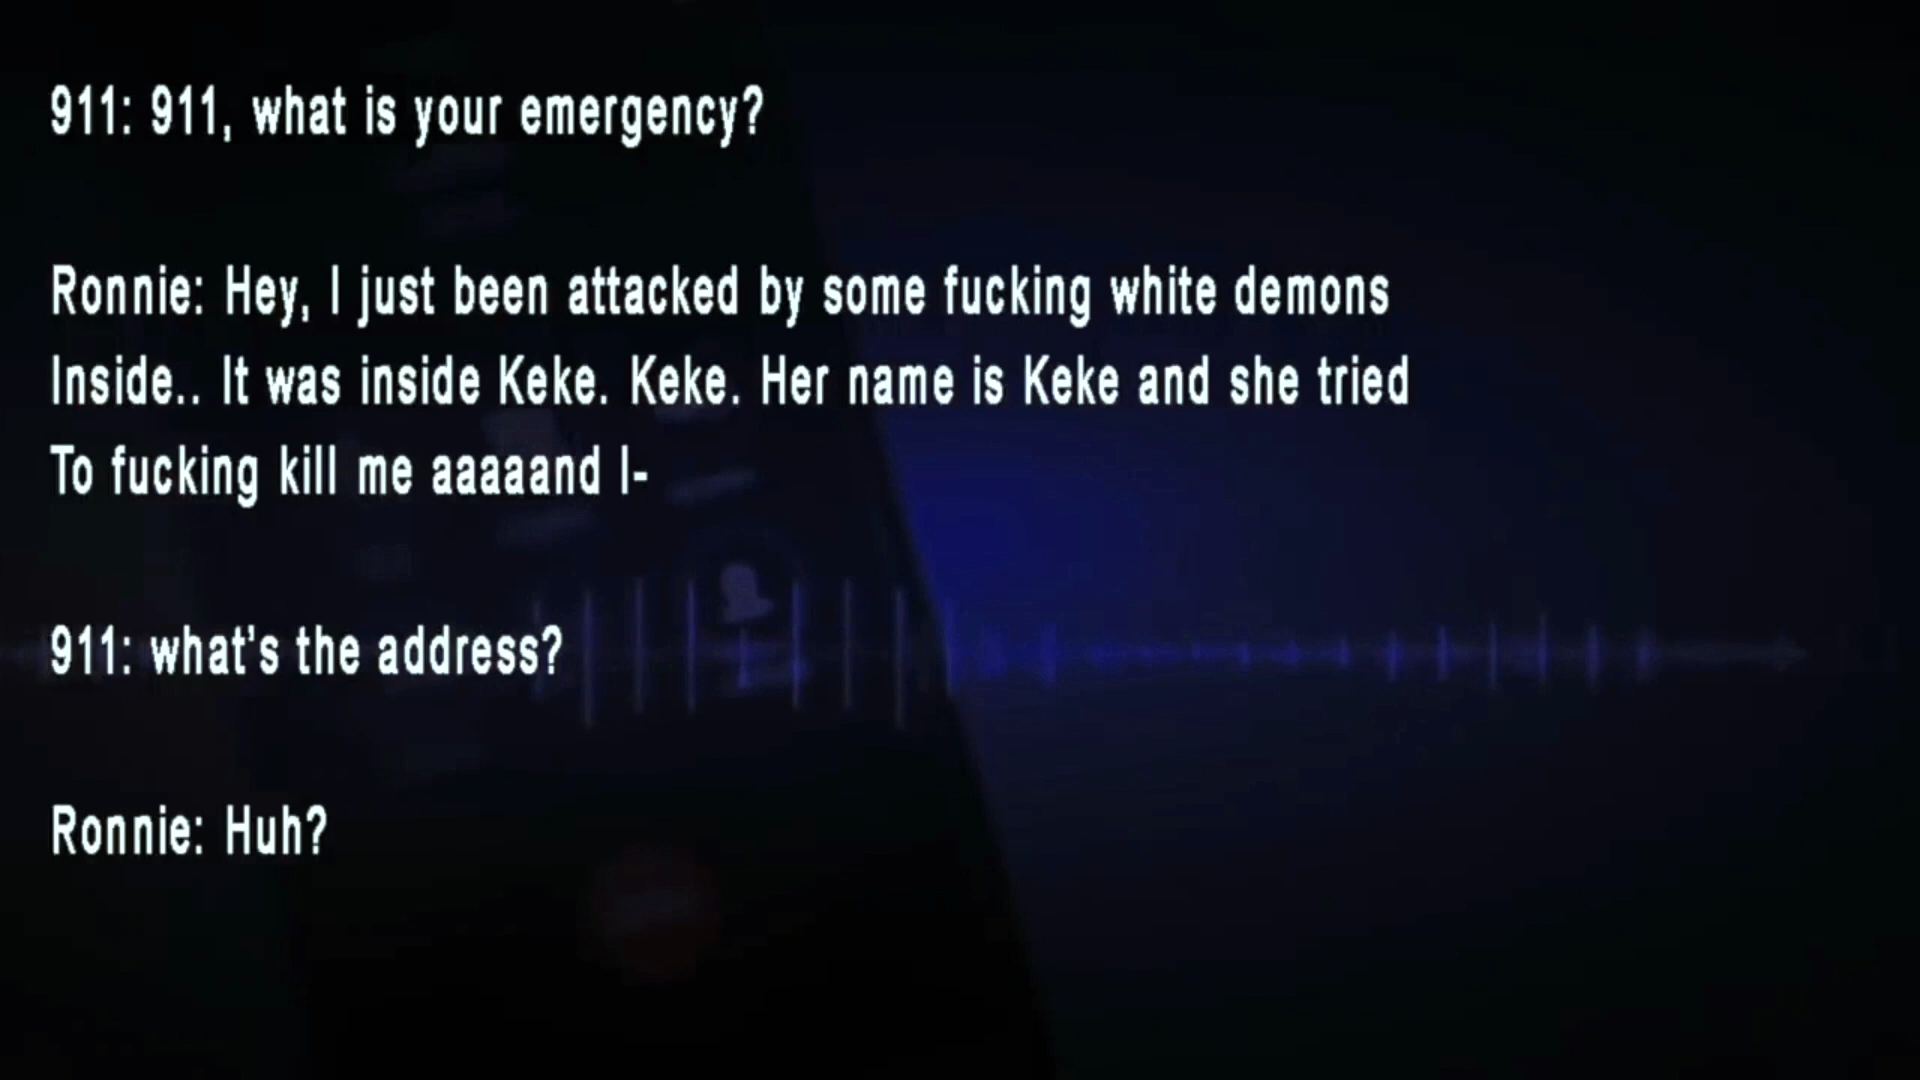 911: 911, what is your emergency?
Ronnie: Hey, I just been attacked by some fucking white demons
Inside.. It was inside Keke. Keke. Her name is Keke and she tried
To fucking kill me aaaaand I-
911: what's the address?
Ronnie: Huh?